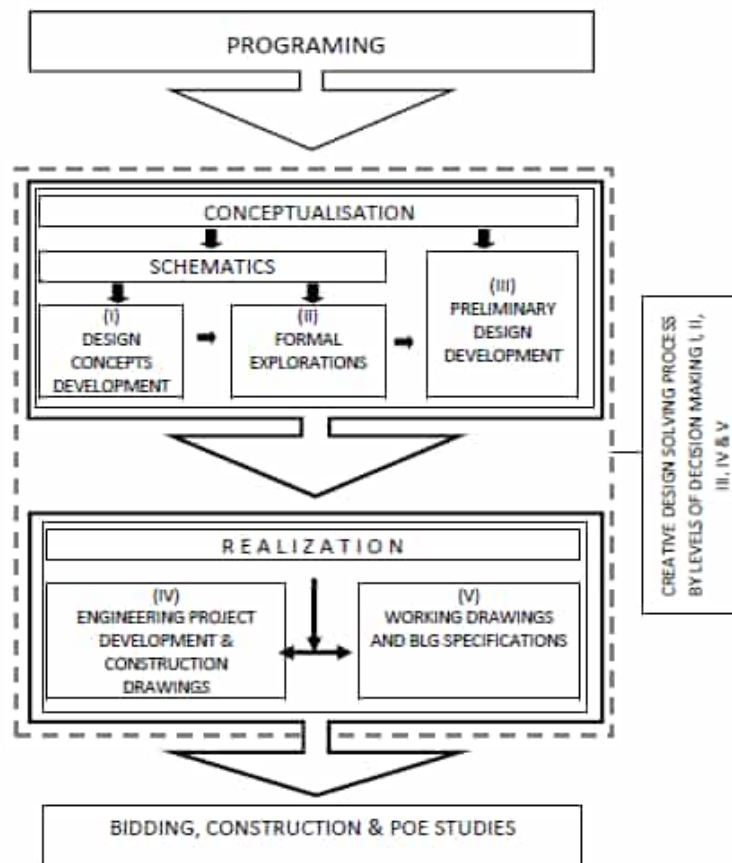 PROGRAMING
CONCEPTUALISATION
SCHEMATICS
(I)
DESIGN
CONCEPTS
DEVELOPMENT
(II)
FORMAL
EXPLORATIONS
(III)
PRELIMINARY
DESIGN
DEVELOPMENT
CREATIVE DESIGN SOLVING PROCESS
BY LEVELS OF DECISION MAKING I, II,
III, IV & V
REALIZATION
(IV)
ENGINEERING PROJECT
DEVELOPMENT &
CONSTRUCTION
DRAWINGS
(V)
WORKING DRAWINGS
AND BLG SPECIFICATIONS
BIDDING, CONSTRUCTION & POE STUDIES